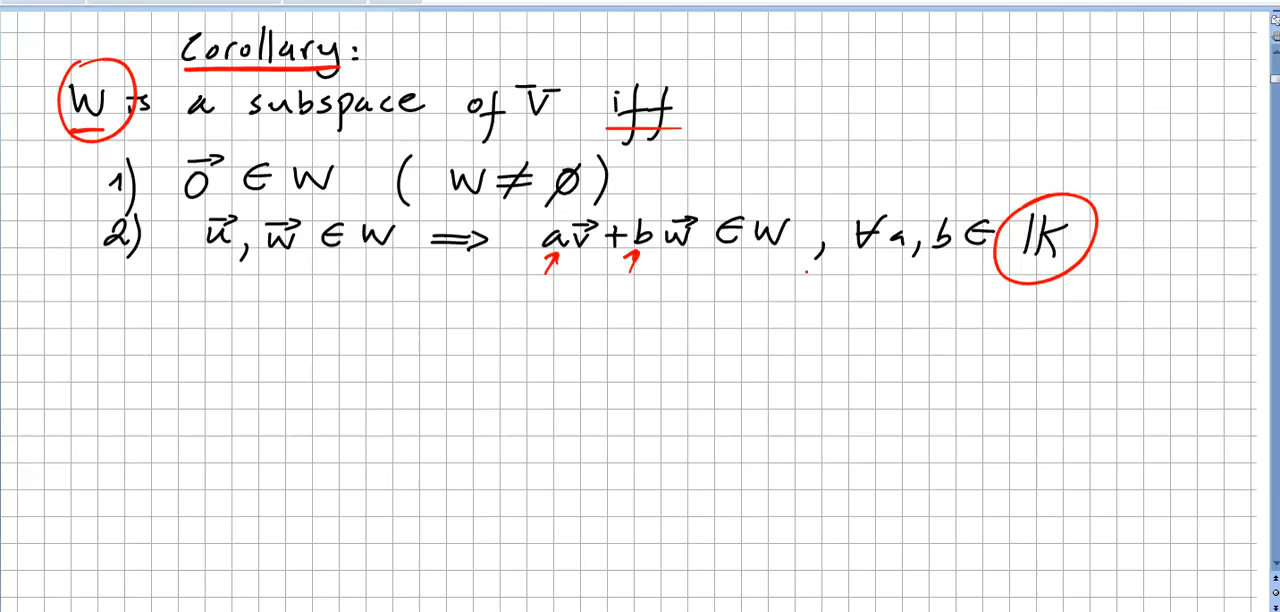 Corollary:
W is a subspace of V iff
1) 0⃗ ∈ W ( W ≠ ∅ )
2) u⃗, w⃗ ∈ W ⟹ av⃗ + bw⃗ ∈ W , ∀ a, b ∈ 𝕂